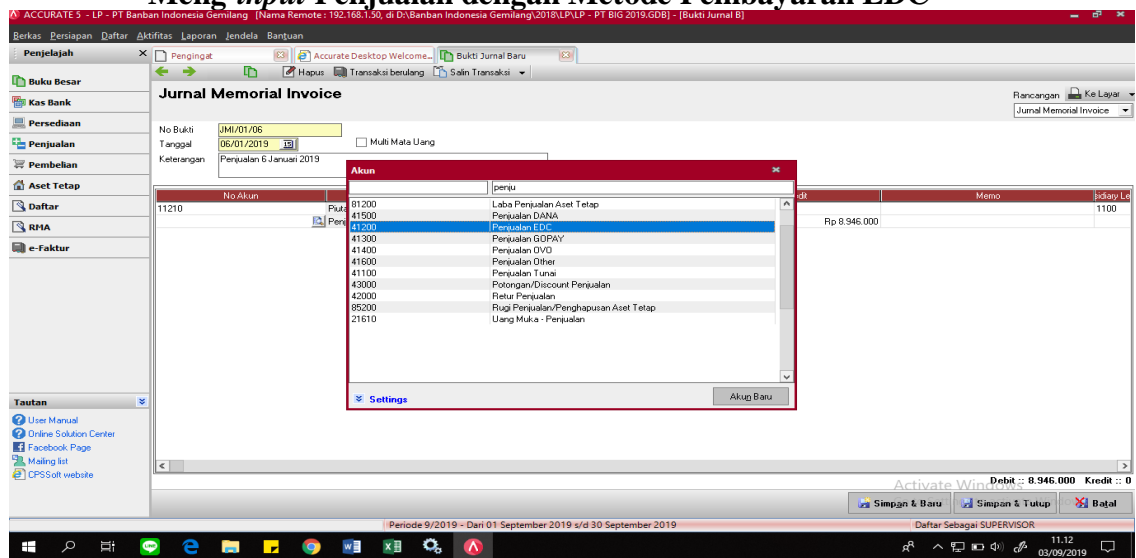 Meng-input Penjualan dengan Metode Pembayaran EDC
ACCURATE 5 - LP - PT Banban Indonesia Gemilang [Nama Remote : 192.168.1.50, di D:\Banban Indonesia Gemilang\2018\LP\LP - PT BIG 2019.GDB] - [Bukti Jurnal B]
Berkas Persiapan Daftar Aktifitas Laporan Jendela Bantuan
Penjelajah
Pengingat
Accurate Desktop Welcome...
Bukti Jurnal Baru
Hapus
Transaksi berulang
Salin Transaksi
Buku Besar
Kas Bank
Persediaan
Penjualan
Pembelian
Aset Tetap
Daftar
RMA
e-Faktur
Jurnal Memorial Invoice
Rancangan
Ke Layar
Jurnal Memorial Invoice
No Bukti JMI/01/06
Tanggal 06/01/2019 15
Multi Mata Uang
Keterangan Penjualan 6 Januari 2019
No Akun
dit
Memo
sidiary Le
11210
Piuta
1100
Penj
Rp 8.946.000
Akun
penju
81200 Laba Penjualan Aset Tetap
41500 Penjualan DANA
41200 Penjualan EDC
41300 Penjualan GOPAY
41400 Penjualan OVO
41600 Penjualan Other
41100 Penjualan Tunai
43000 Potongan/Discount Penjualan
42000 Retur Penjualan
85200 Rugi Penjualan/Penghapusan Aset Tetap
21610 Uang Muka - Penjualan
Settings
Akun Baru
Tautan
User Manual
Online Solution Center
Facebook Page
Mailing list
CPSSoft website
Debit :: 8.946.000 Kredit :: 0
Activate Windows
Simpan & Baru
Simpan & Tutup
Batal
Periode 9/2019 - Dari 01 September 2019 s/d 30 September 2019
Daftar Sebagai SUPERVISOR
11.12
03/09/2019